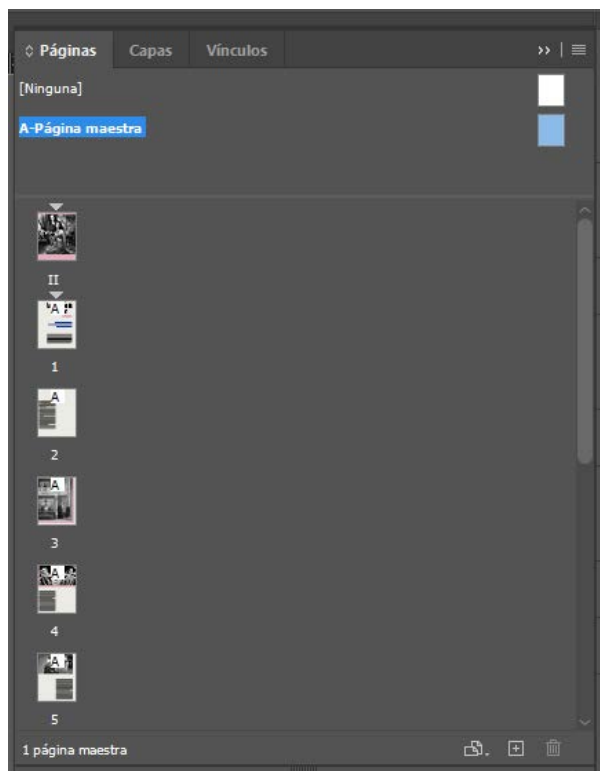 Páginas Capas Vínculos
[Ninguna]
A-Página maestra
II
A
1
A
2
A
3
A
4
A
5
1 página maestra